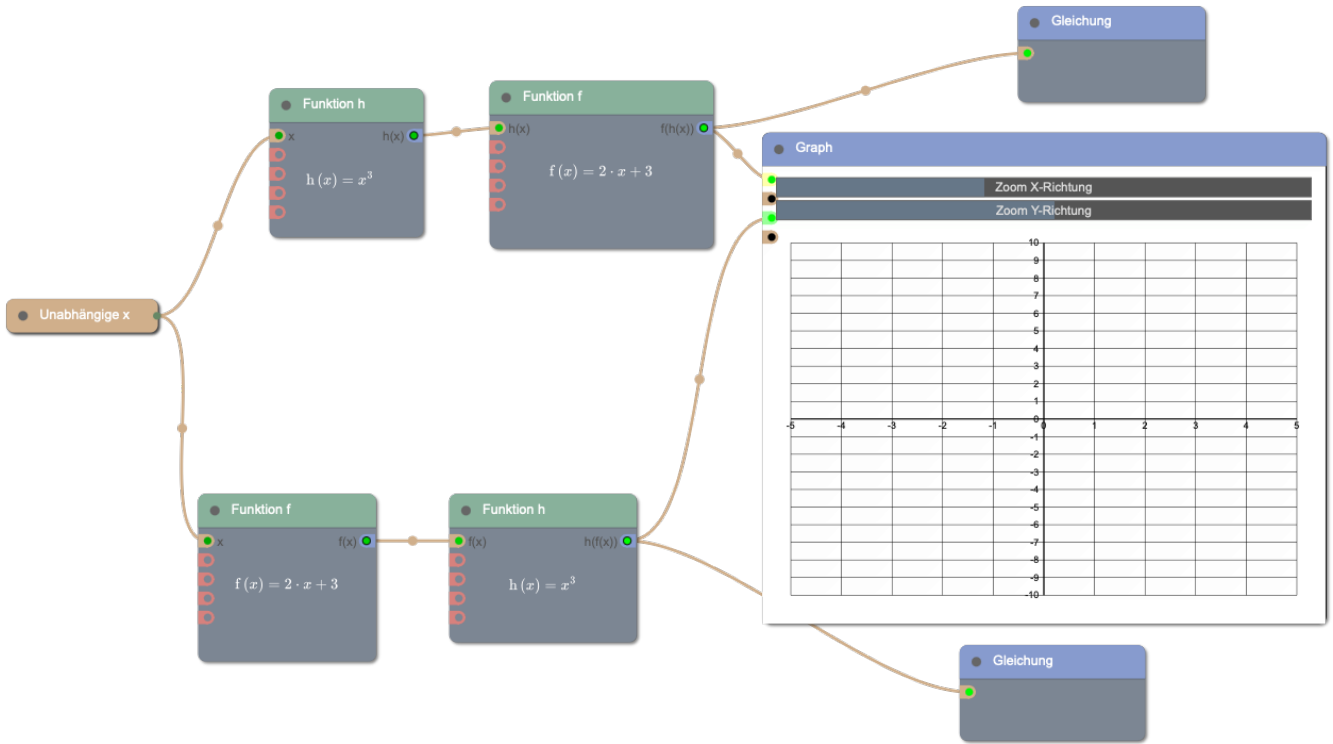 Gleichung
Funktion h
x
h(x)
h (x) = x³
Funktion f
h(x)
f(h(x))
f (x) = 2 · x + 3
Graph
Zoom X-Richtung
Zoom Y-Richtung
10
9
8
7
6
5
4
3
2
1
0
-5 -4 -3 -2 -1 0 1 2 3 4 5
-1
-2
-3
-4
-5
-6
-7
-8
-9
-10
Unabhängige x
Funktion f
x
f(x)
f (x) = 2 · x + 3
Funktion h
f(x)
h(f(x))
h (x) = x³
Gleichung